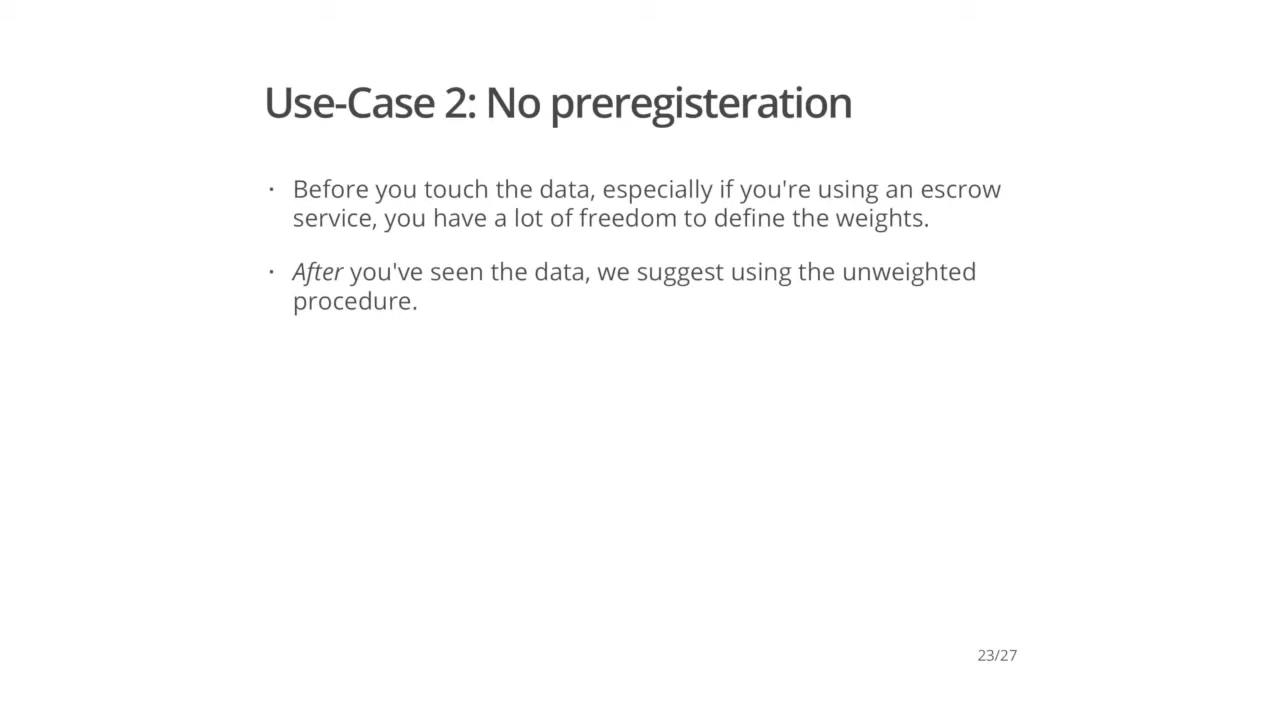 Use-Case 2: No preregisteration
· Before you touch the data, especially if you're using an escrow
service, you have a lot of freedom to define the weights.
· After you've seen the data, we suggest using the unweighted
procedure.
23/27